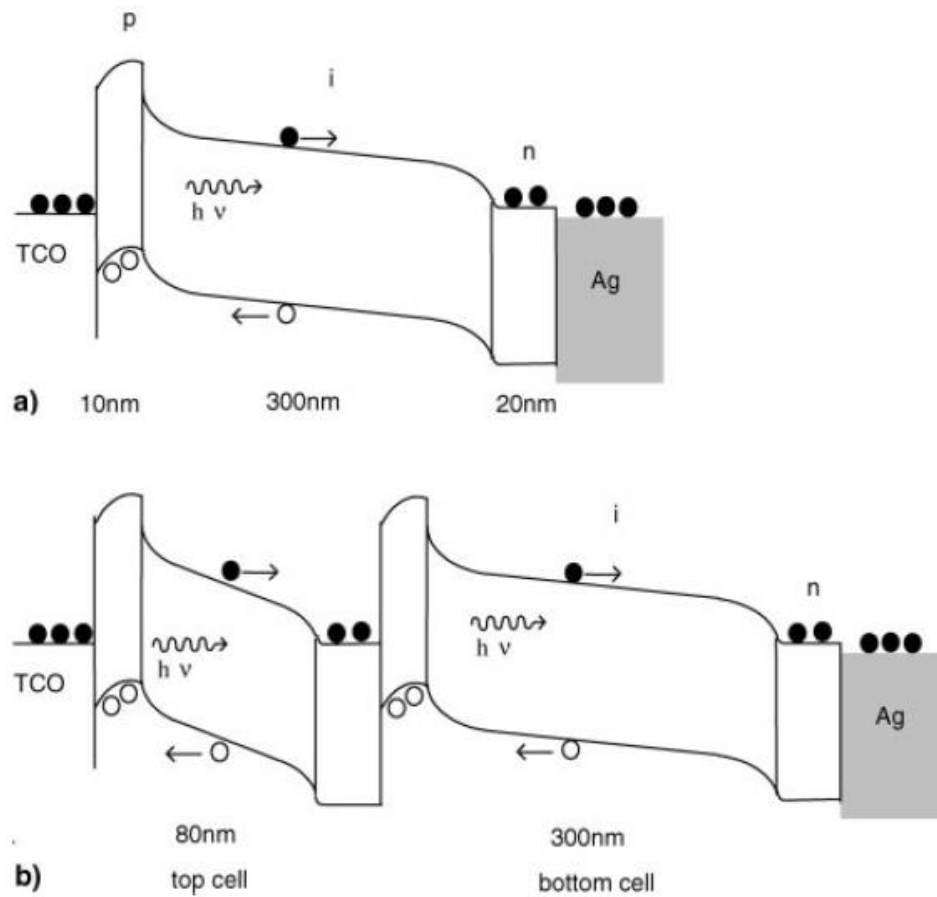 p
i
n
h ν
TCO
Ag
a) 10nm 300nm 20nm
i
n
h ν
h ν
TCO
Ag
80nm 300nm
b) top cell bottom cell